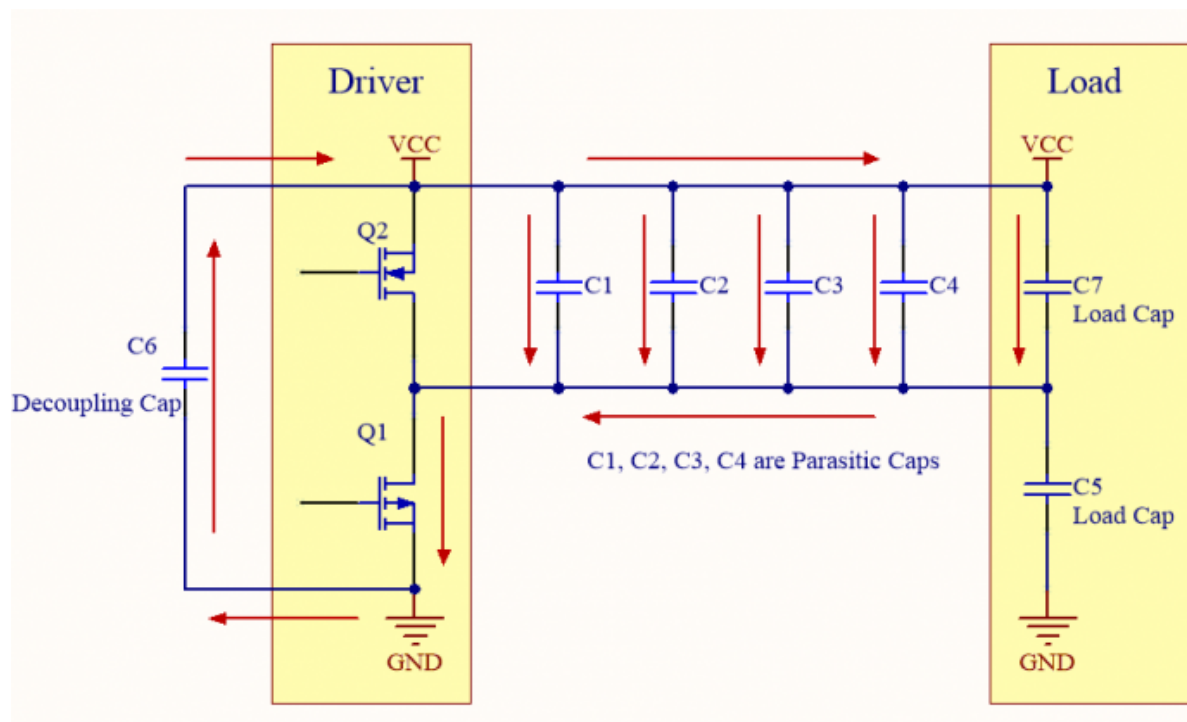 Driver
Load
VCC
VCC
Q2
C1
C2
C3
C4
C7
Load Cap
C6
Decoupling Cap
Q1
C1, C2, C3, C4 are Parasitic Caps
C5
Load Cap
GND
GND